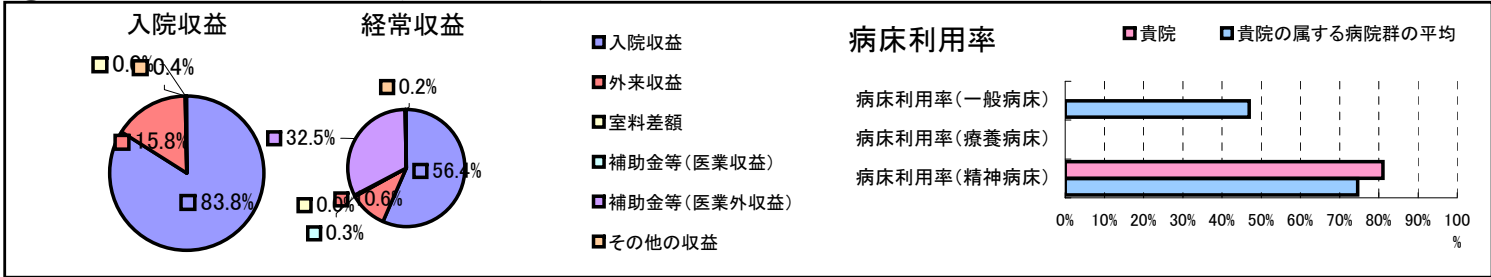 入院収益
0.0%
0.4%
15.8%
83.8%
経常収益
0.2%
32.5%
56.4%
0.6%
0.0%
0.3%
入院収益
外来収益
室料差額
補助金等(医業収益)
補助金等(医業外収益)
その他の収益
病床利用率
貴院
貴院の属する病院群の平均
病床利用率(一般病床)
病床利用率(療養病床)
病床利用率(精神病床)
0% 10% 20% 30% 40% 50% 60% 70% 80% 90% 100
%